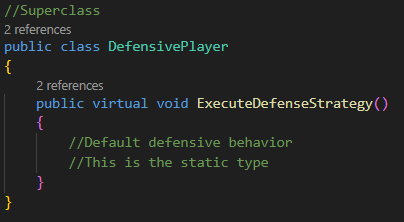 //Superclass
2 references
public class DefensivePlayer
{
2 references
public virtual void ExecuteDefenseStrategy()
{
//Default defensive behavior
//This is the static type
}
}